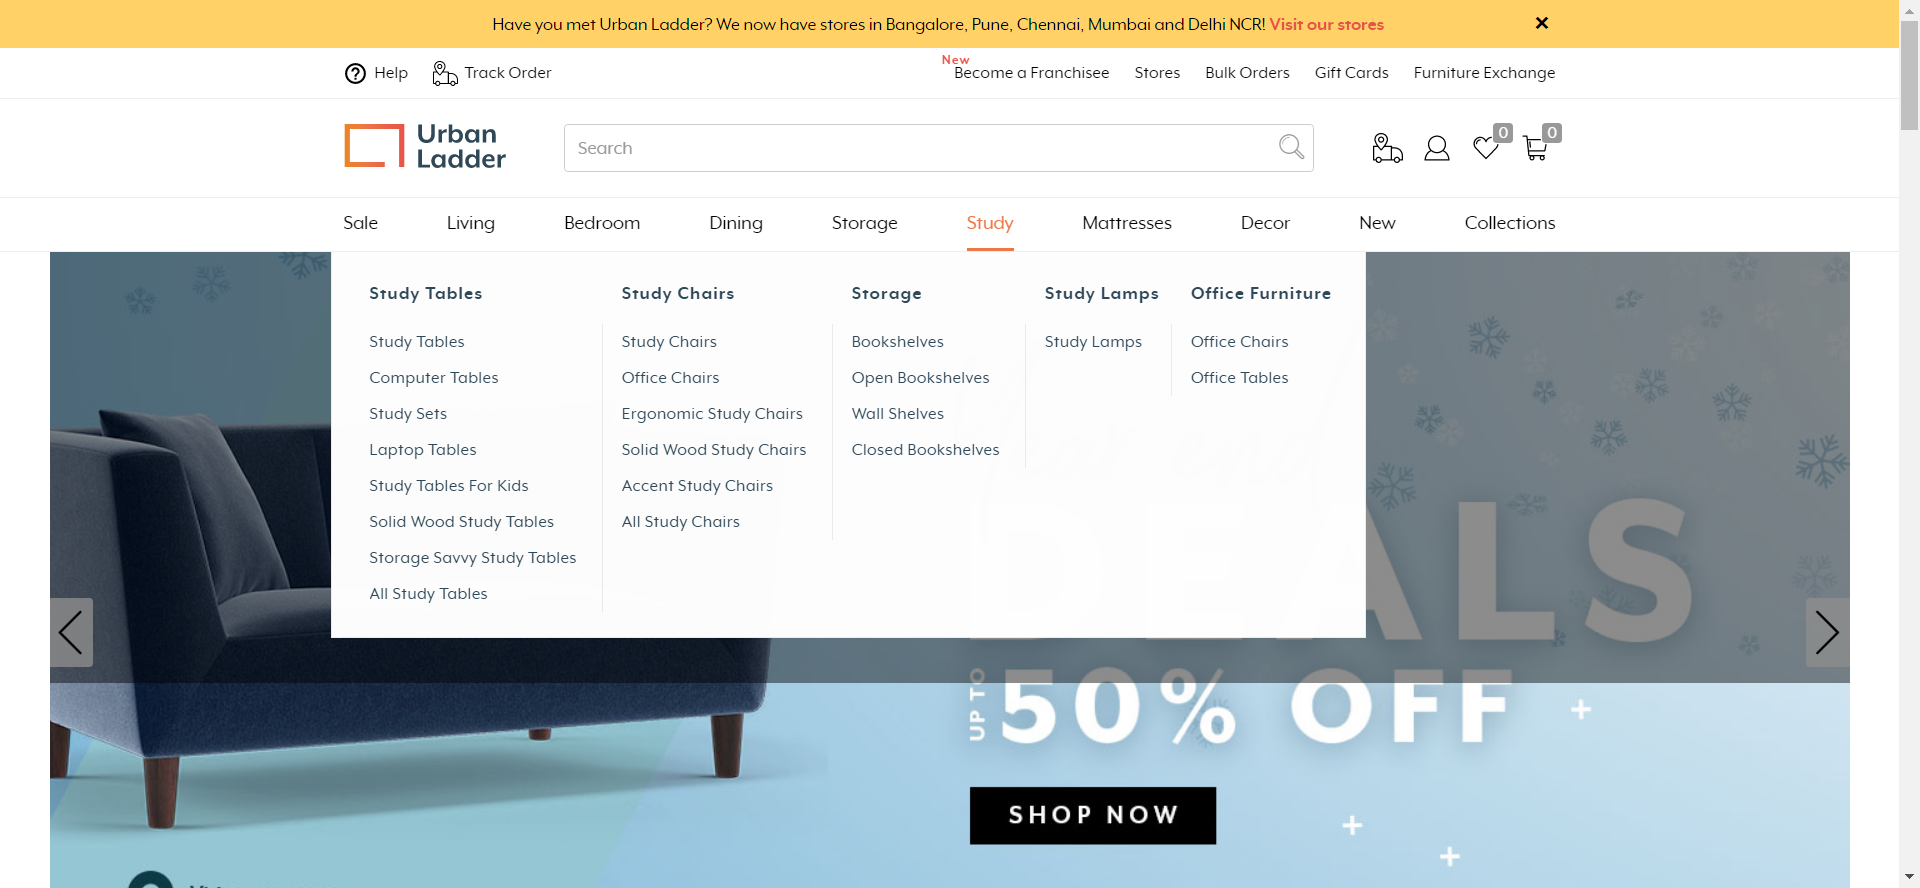 Have you met Urban Ladder? We now have stores in Bangalore, Pune, Chennai, Mumbai and Delhi NCR! Visit our stores
Help
Track Order
New
Become a Franchisee
Stores
Bulk Orders
Gift Cards
Furniture Exchange
Urban
Ladder
Search
0
0
Sale
Living
Bedroom
Dining
Storage
Study
Mattresses
Decor
New
Collections
Study Tables
Study Tables
Computer Tables
Study Sets
Laptop Tables
Study Tables For Kids
Solid Wood Study Tables
Storage Savvy Study Tables
All Study Tables
Study Chairs
Study Chairs
Office Chairs
Ergonomic Study Chairs
Solid Wood Study Chairs
Accent Study Chairs
All Study Chairs
Storage
Bookshelves
Open Bookshelves
Wall Shelves
Closed Bookshelves
Study Lamps
Study Lamps
Office Furniture
Office Chairs
Office Tables
DEALS
UP TO
50% OFF
SHOP NOW